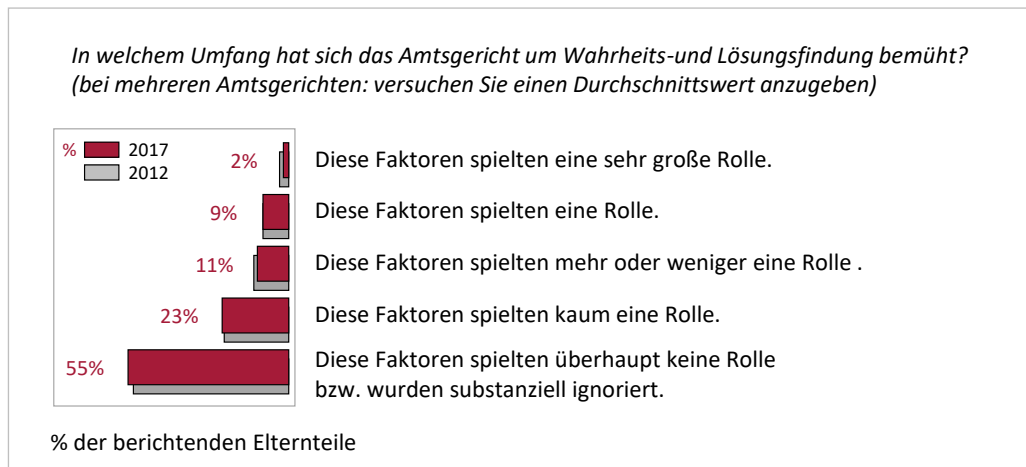 In welchem Umfang hat sich das Amtsgericht um Wahrheits-und Lösungsfindung bemüht?
(bei mehreren Amtsgerichten: versuchen Sie einen Durchschnittswert anzugeben)
% 2017
2012
2% Diese Faktoren spielten eine sehr große Rolle.
9% Diese Faktoren spielten eine Rolle.
11% Diese Faktoren spielten mehr oder weniger eine Rolle .
23% Diese Faktoren spielten kaum eine Rolle.
55% Diese Faktoren spielten überhaupt keine Rolle
bzw. wurden substanziell ignoriert.
% der berichtenden Elternteile